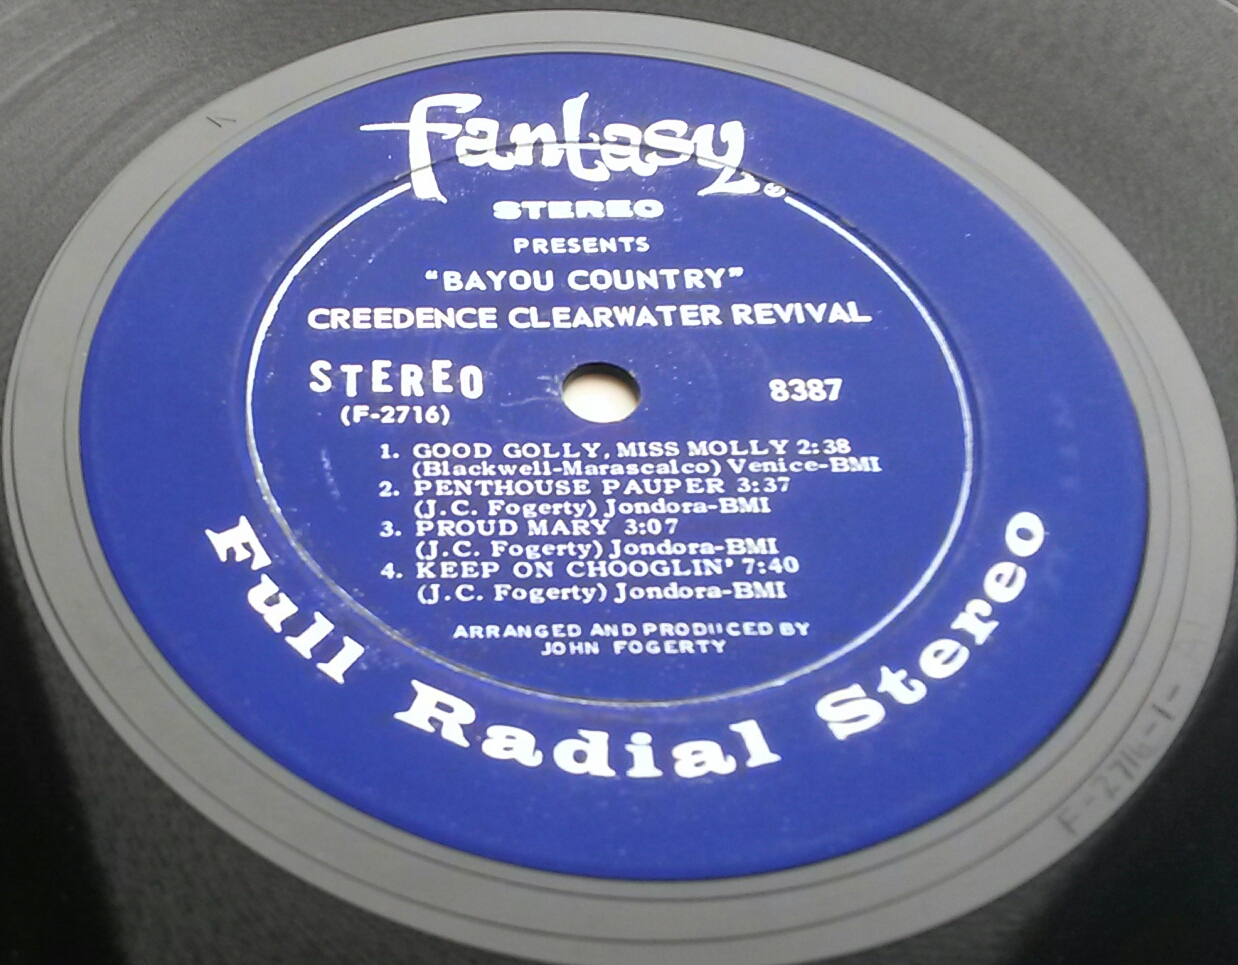 fantasy
STEREO
PRESENTS
"BAYOU COUNTRY"
CREEDENCE CLEARWATER REVIVAL
STEREO
(F-2716)
8387
1. GOOD GOLLY, MISS MOLLY 2:38
(Blackwell-Marascalco) Venice-BMI
2. PENTHOUSE PAUPER 3:37
(J.C. Fogerty) Jondora-BMI
3. PROUD MARY 3:07
(J.C. Fogerty) Jondora-BMI
4. KEEP ON CHOOGLIN' 7:40
(J.C. Fogerty) Jondora-BMI
ARRANGED AND PRODUCED BY
JOHN FOGERTY
Full Radial Stereo